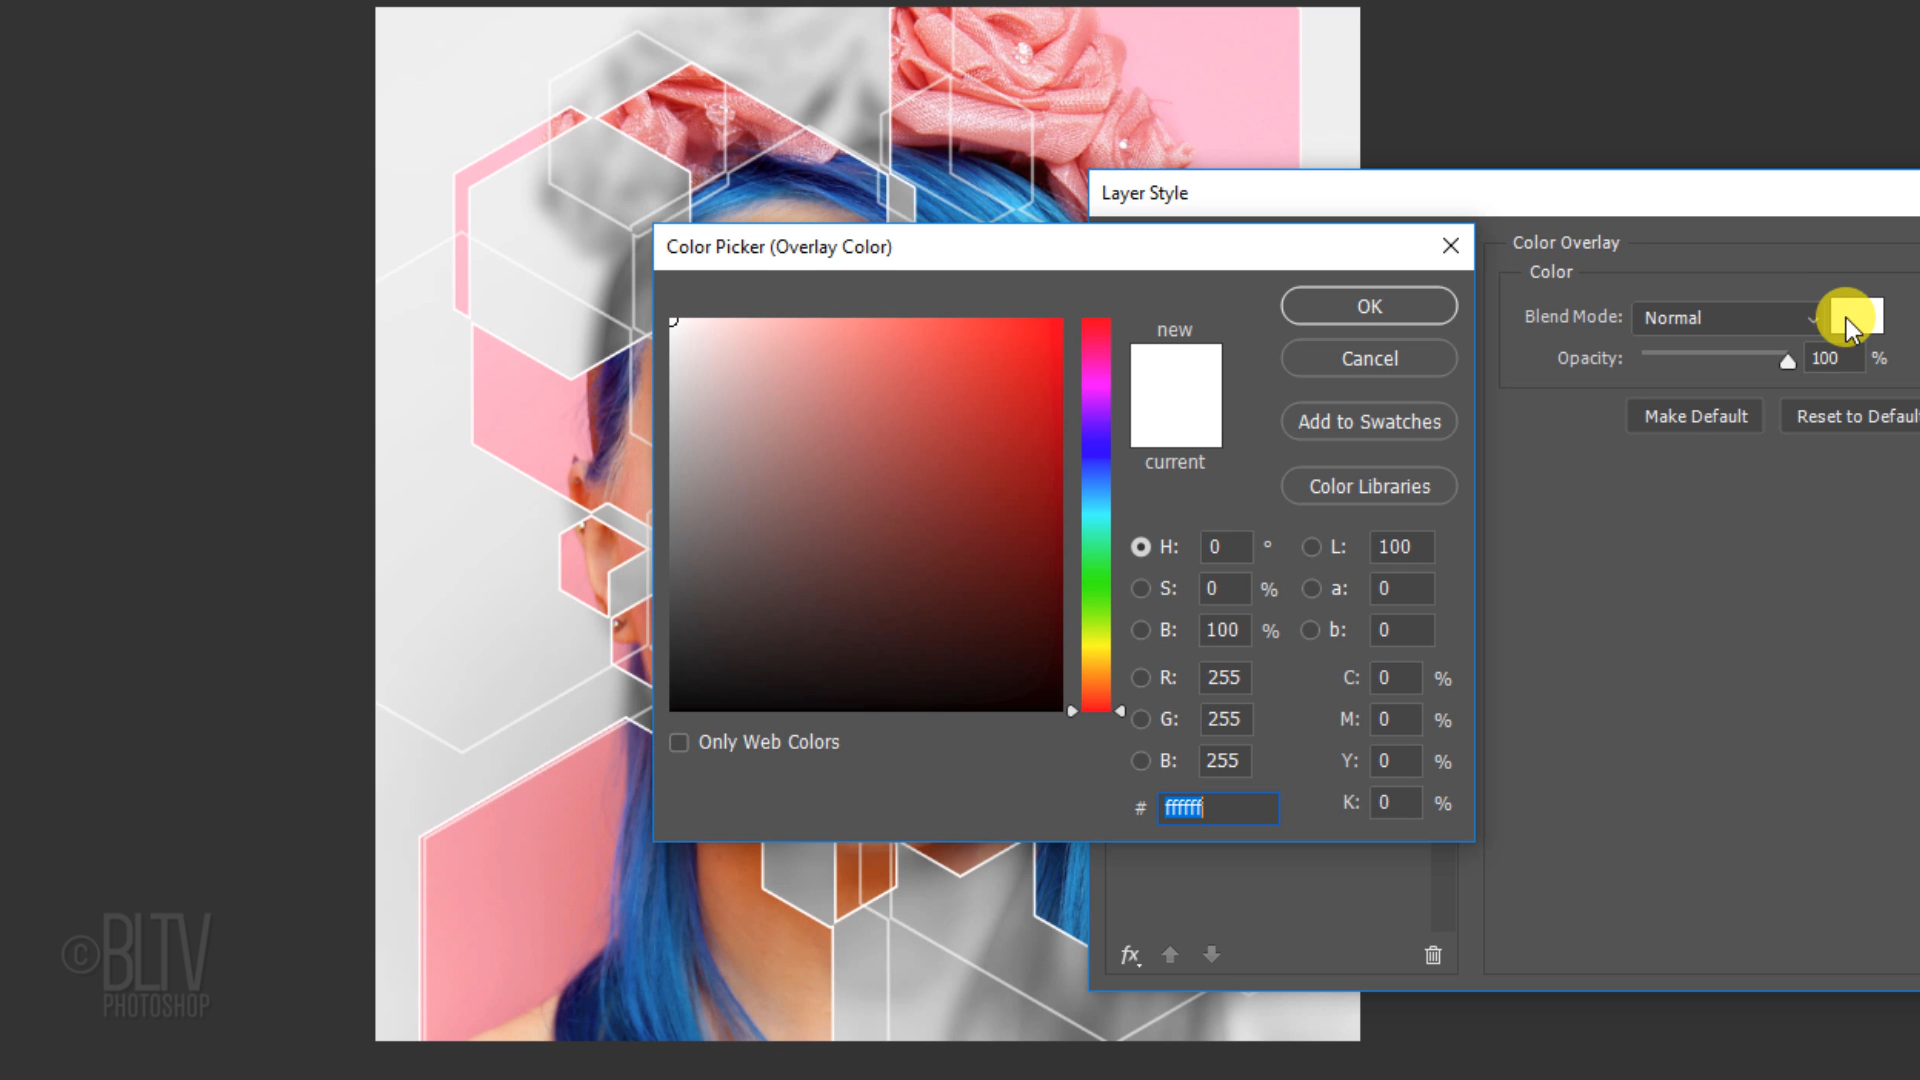 Layer Style
Color Picker (Overlay Color)
Color Overlay
Color
Blend Mode: Normal
Opacity: 100 %
Make Default Reset to Defaul
new
current
OK
Cancel
Add to Swatches
Color Libraries
H: 0 ° L: 100
S: 0 % a: 0
B: 100 % b: 0
R: 255 C: 0 %
G: 255 M: 0 %
B: 255 Y: 0 %
# ffffff K: 0 %
Only Web Colors
fx
© BLTV
PHOTOSHOP